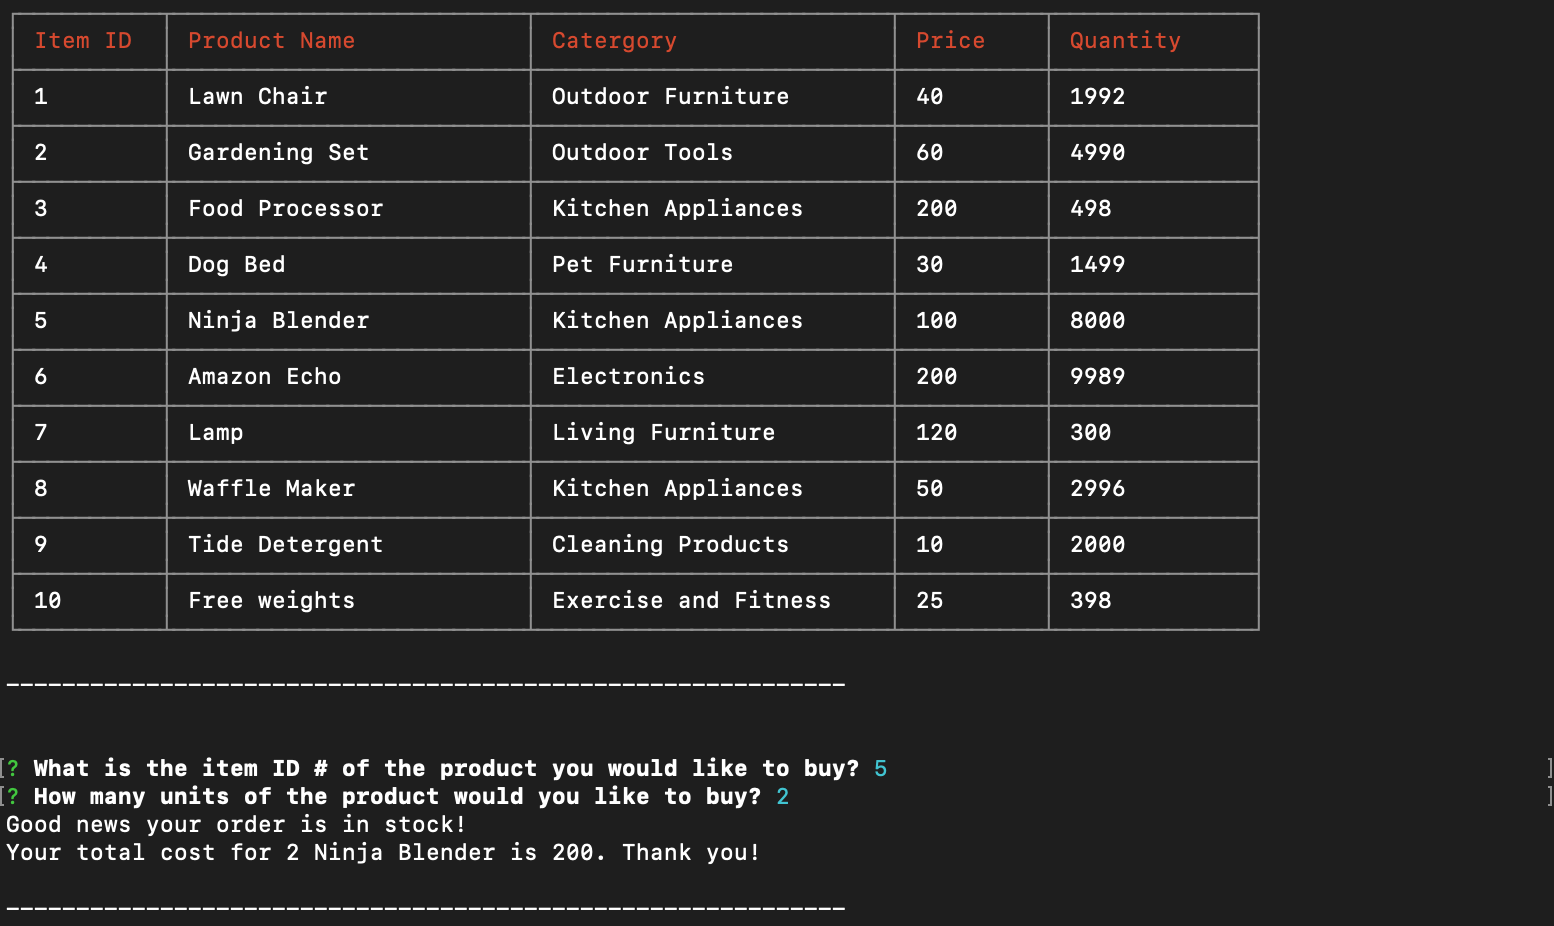 Item ID Product Name Catergory Price Quantity
1 Lawn Chair Outdoor Furniture 40 1992
2 Gardening Set Outdoor Tools 60 4990
3 Food Processor Kitchen Appliances 200 498
4 Dog Bed Pet Furniture 30 1499
5 Ninja Blender Kitchen Appliances 100 8000
6 Amazon Echo Electronics 200 9989
7 Lamp Living Furniture 120 300
8 Waffle Maker Kitchen Appliances 50 2996
9 Tide Detergent Cleaning Products 10 2000
10 Free weights Exercise and Fitness 25 398
____________________________________________________________
[? What is the item ID # of the product you would like to buy? 5 ]
[? How many units of the product would you like to buy? 2 ]
Good news your order is in stock!
Your total cost for 2 Ninja Blender is 200. Thank you!
____________________________________________________________